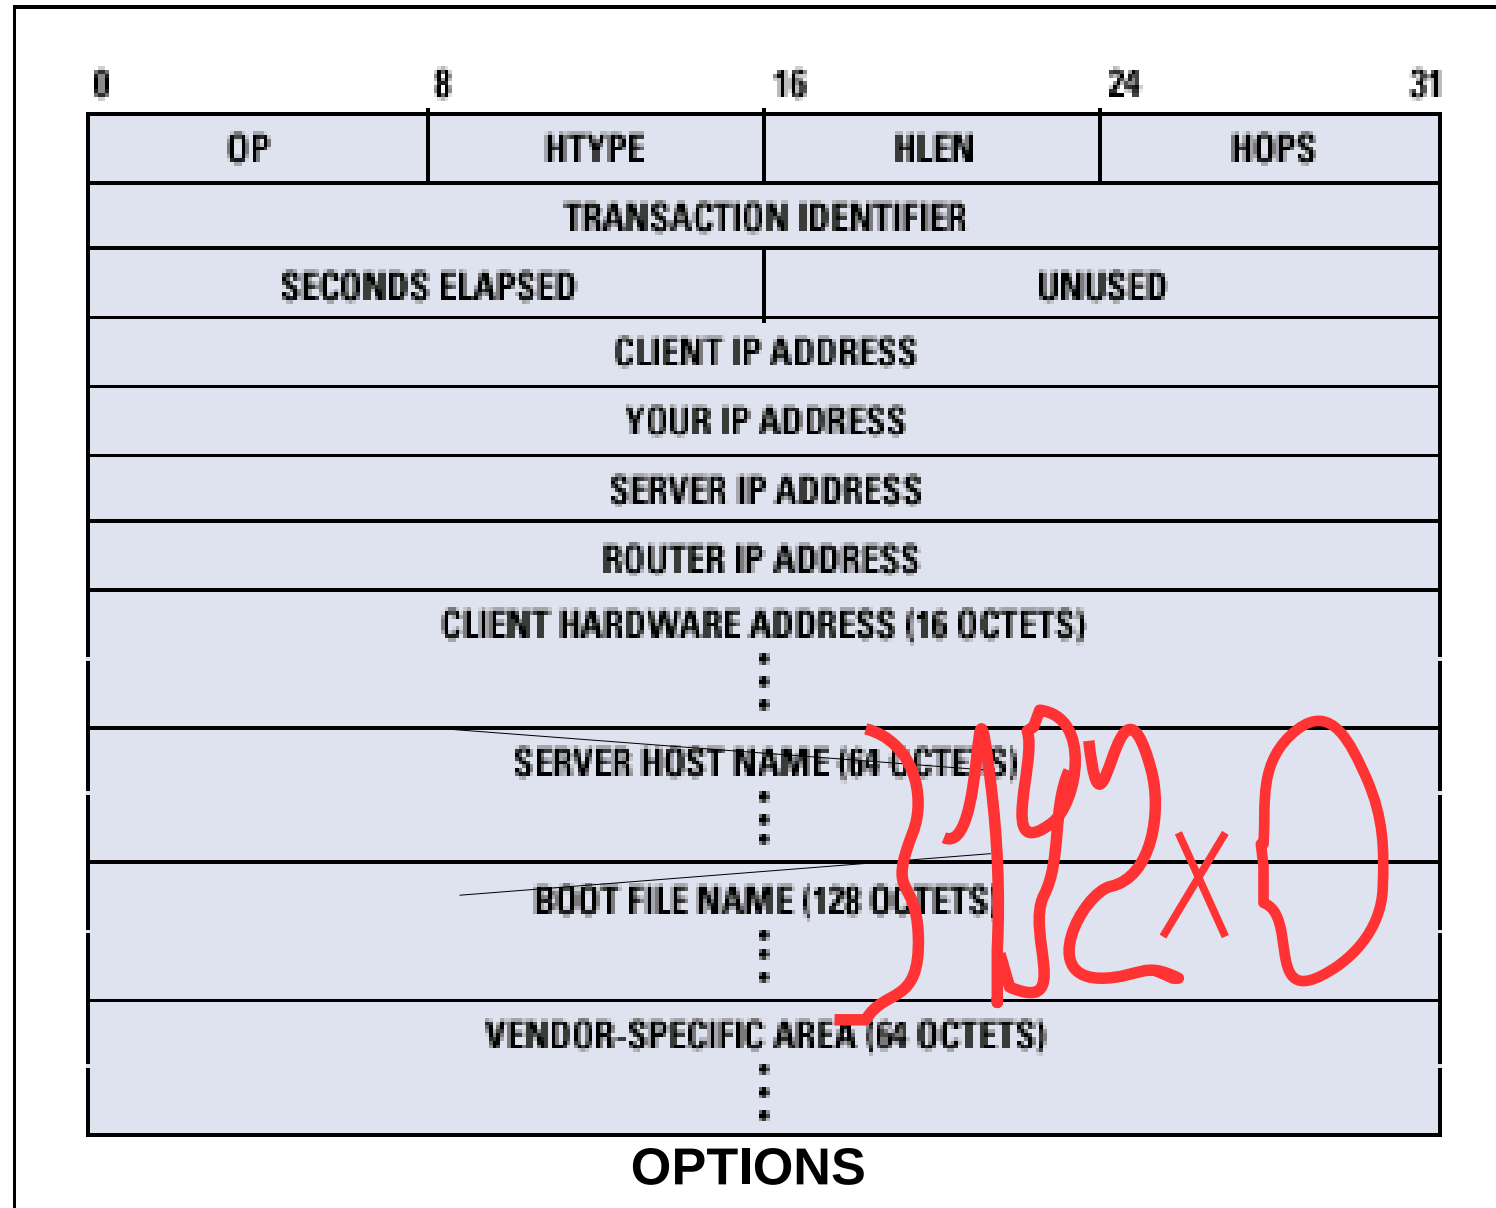 0 8 16 24 31
OP HTYPE HLEN HOPS
TRANSACTION IDENTIFIER
SECONDS ELAPSED UNUSED
CLIENT IP ADDRESS
YOUR IP ADDRESS
SERVER IP ADDRESS
ROUTER IP ADDRESS
CLIENT HARDWARE ADDRESS (16 OCTETS)
SERVER HOST NAME (64 OCTETS)
192 x 0
BOOT FILE NAME (128 OCTETS)
VENDOR-SPECIFIC AREA (64 OCTETS)
OPTIONS